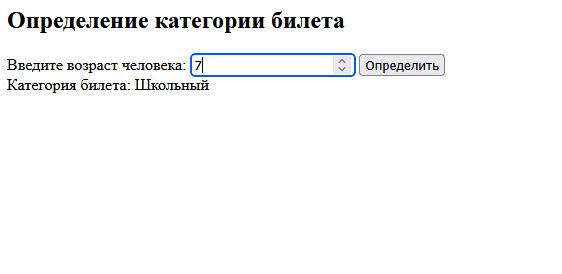 Определение категории билета
Введите возраст человека: 7 Определить
Категория билета: Школьный